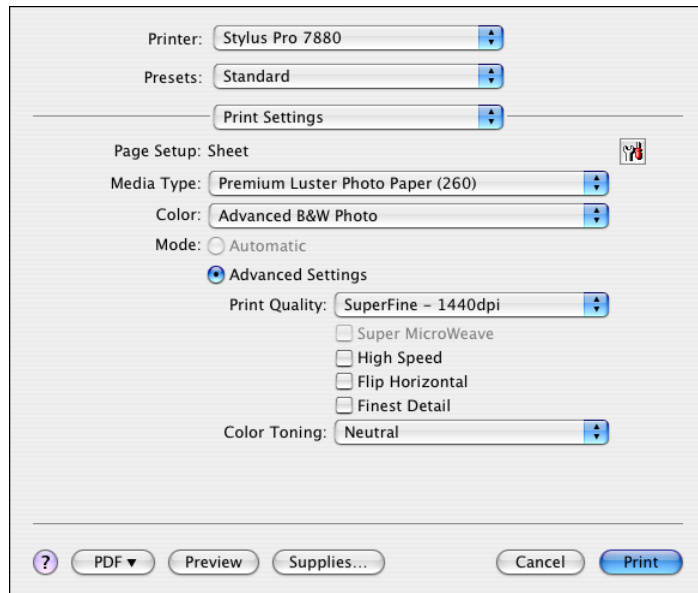 Printer: Stylus Pro 7880
Presets: Standard
Print Settings
Page Setup: Sheet
Media Type: Premium Luster Photo Paper (260)
Color: Advanced B&W Photo
Mode: Automatic
Advanced Settings
Print Quality: SuperFine – 1440dpi
Super MicroWeave
High Speed
Flip Horizontal
Finest Detail
Color Toning: Neutral
? PDF ▼ Preview Supplies... Cancel Print